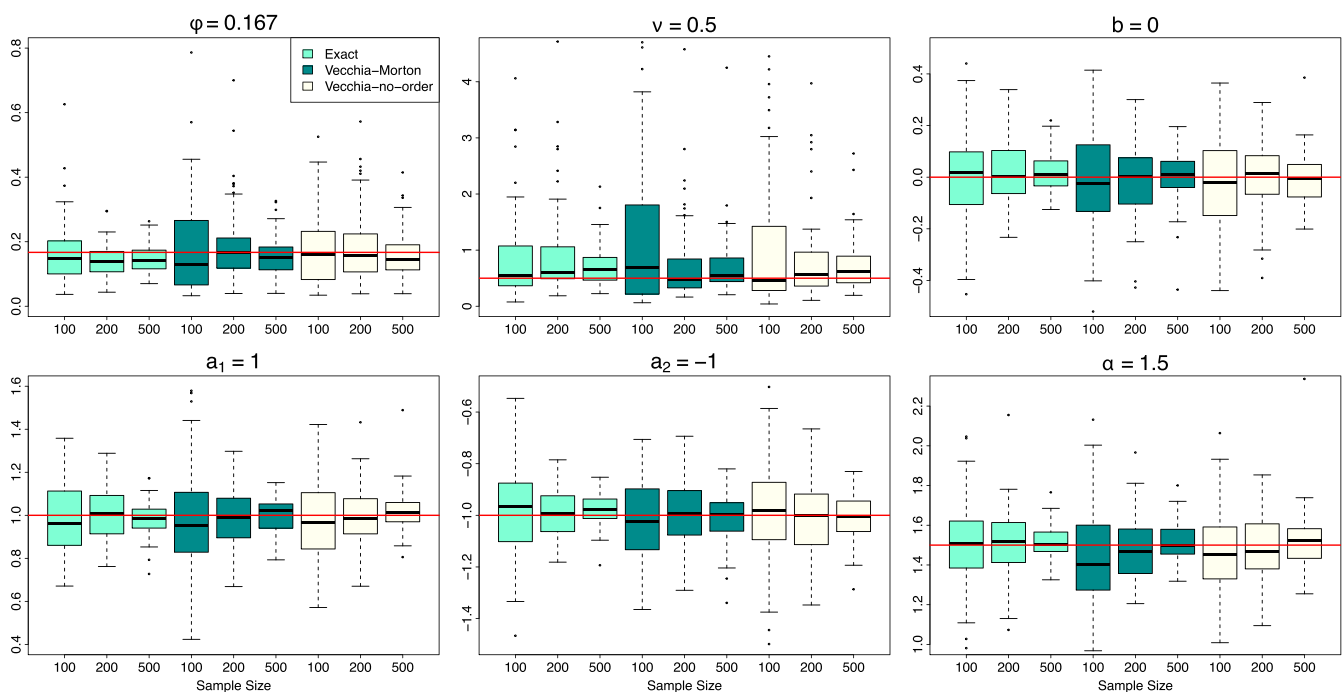 φ = 0.167
Exact
Vecchia−Morton
Vecchia−no−order
0.0 0.2 0.4 0.6 0.8
100 200 500 100 200 500 100 200 500
ν = 0.5
0 1 2 3 4
100 200 500 100 200 500 100 200 500
b = 0
−0.4 −0.2 0.0 0.2 0.4
100 200 500 100 200 500 100 200 500
a₁ = 1
0.4 0.6 0.8 1.0 1.2 1.4 1.6
100 200 500 100 200 500 100 200 500
Sample Size
a₂ = −1
−1.4 −1.2 −1.0 −0.8 −0.6
100 200 500 100 200 500 100 200 500
Sample Size
α = 1.5
1.0 1.2 1.4 1.6 1.8 2.0 2.2
100 200 500 100 200 500 100 200 500
Sample Size